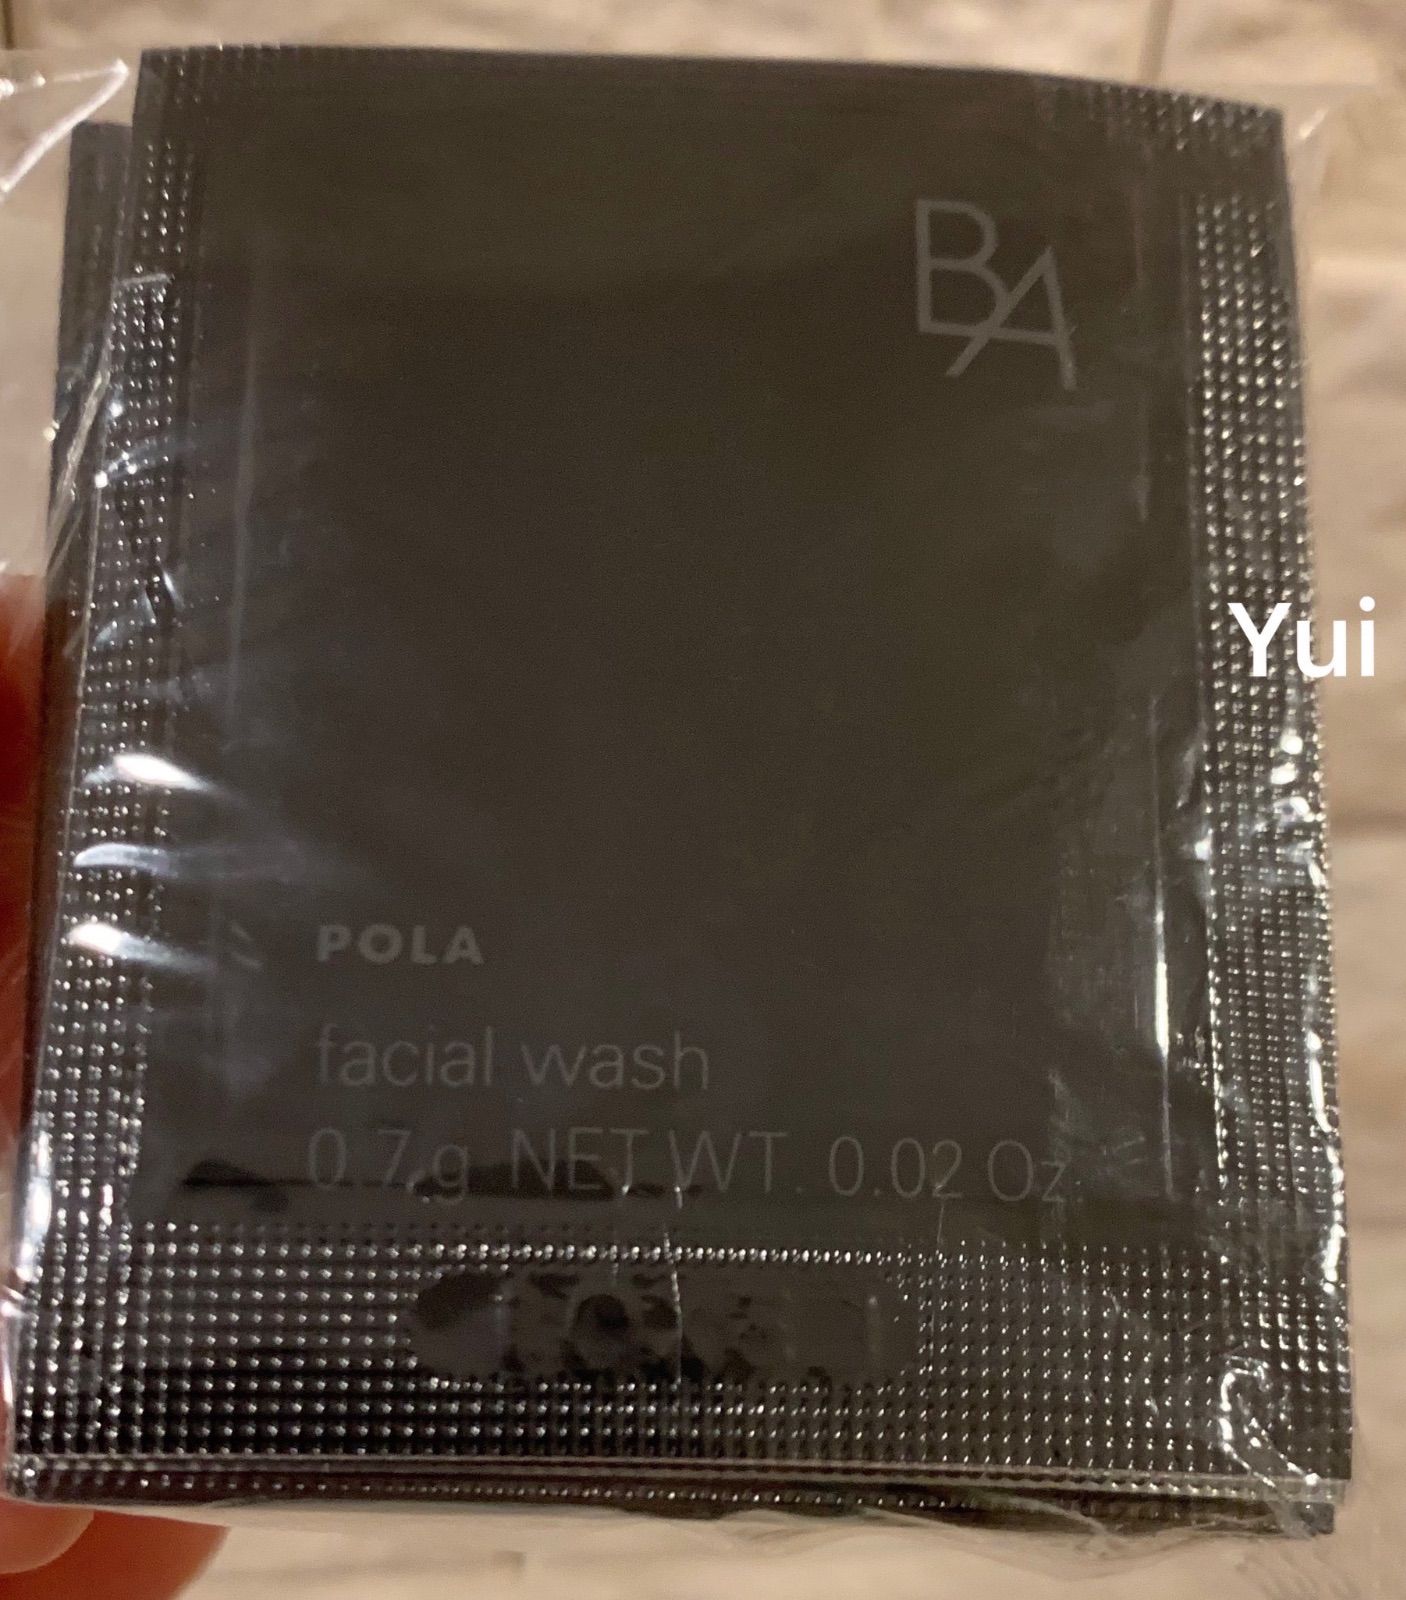 BA
Yui
POLA
facial wash
0.7g NET WT. 0.02 Oz.